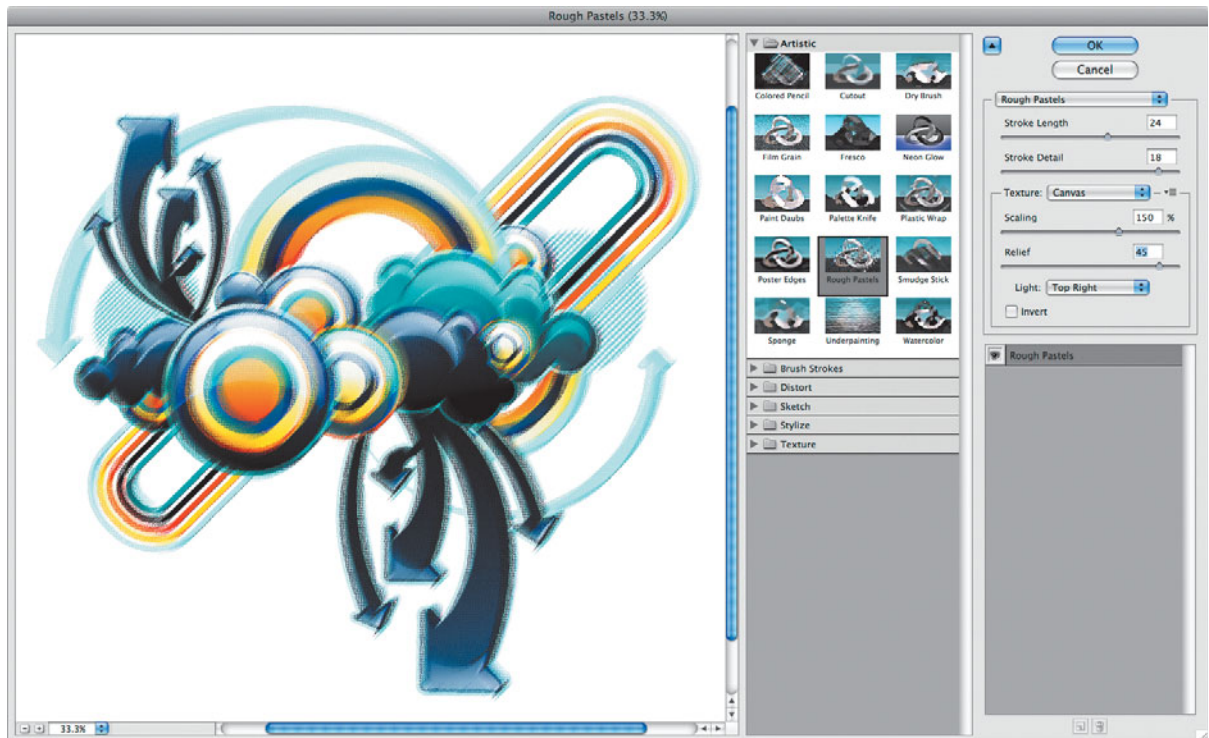 Rough Pastels (33.3%)
33.3%
Artistic
Colored Pencil
Cutout
Dry Brush
Film Grain
Fresco
Neon Glow
Paint Daubs
Palette Knife
Plastic Wrap
Poster Edges
Rough Pastels
Smudge Stick
Sponge
Underpainting
Watercolor
Brush Strokes
Distort
Sketch
Stylize
Texture
OK
Cancel
Rough Pastels
Stroke Length 24
Stroke Detail 18
Texture: Canvas
Scaling 150 %
Relief 45
Light: Top Right
Invert
Rough Pastels